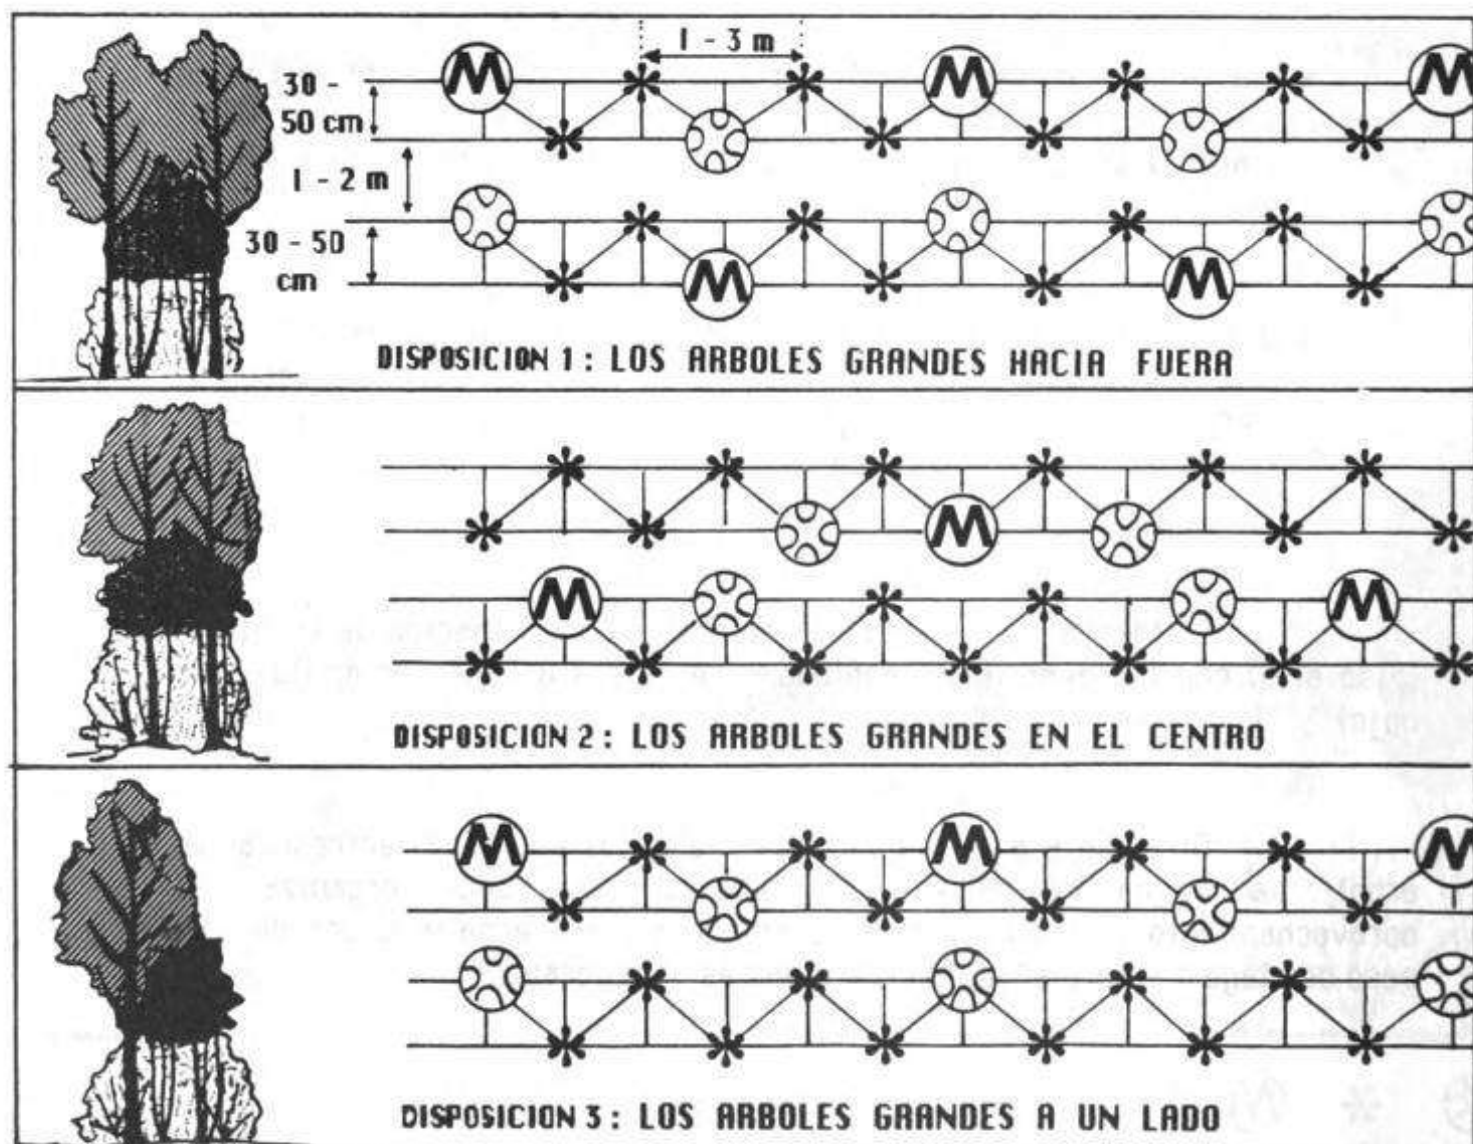 1 - 3 m
M
M
M
30 -
50 cm
1 - 2 m
30 - 50
cm
M
M
DISPOSICION 1 : LOS ARBOLES GRANDES HACIA FUERA
M
M
M
DISPOSICION 2 : LOS ARBOLES GRANDES EN EL CENTRO
M
M
M
DISPOSICION 3 : LOS ARBOLES GRANDES A UN LADO